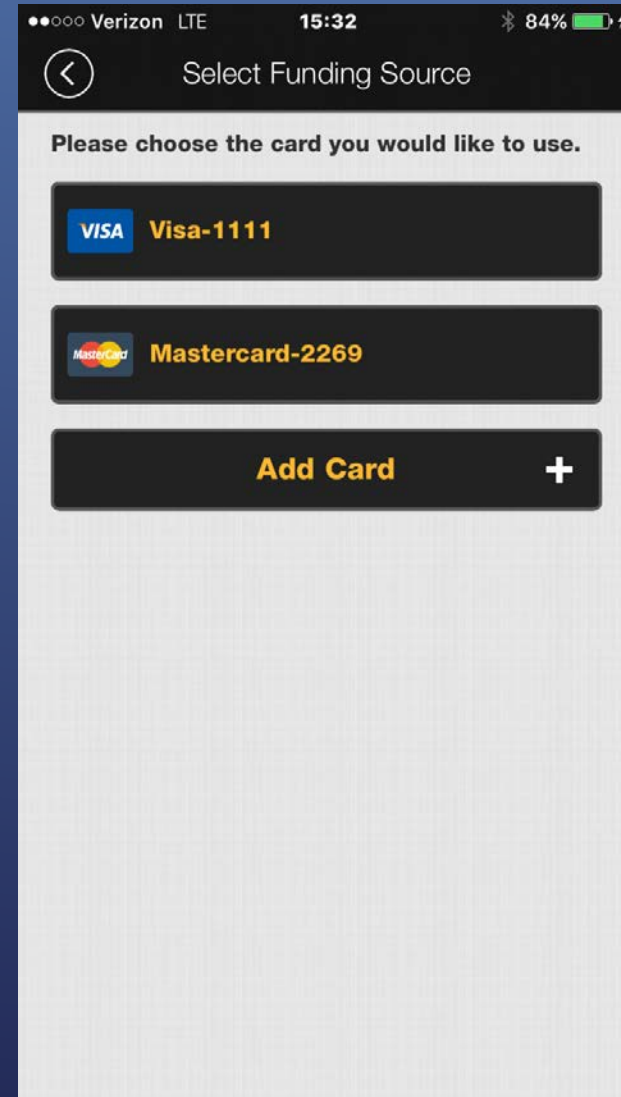 Verizon LTE 15:32 84%
Select Funding Source
Please choose the card you would like to use.
VISA Visa-1111
MasterCard Mastercard-2269
Add Card +